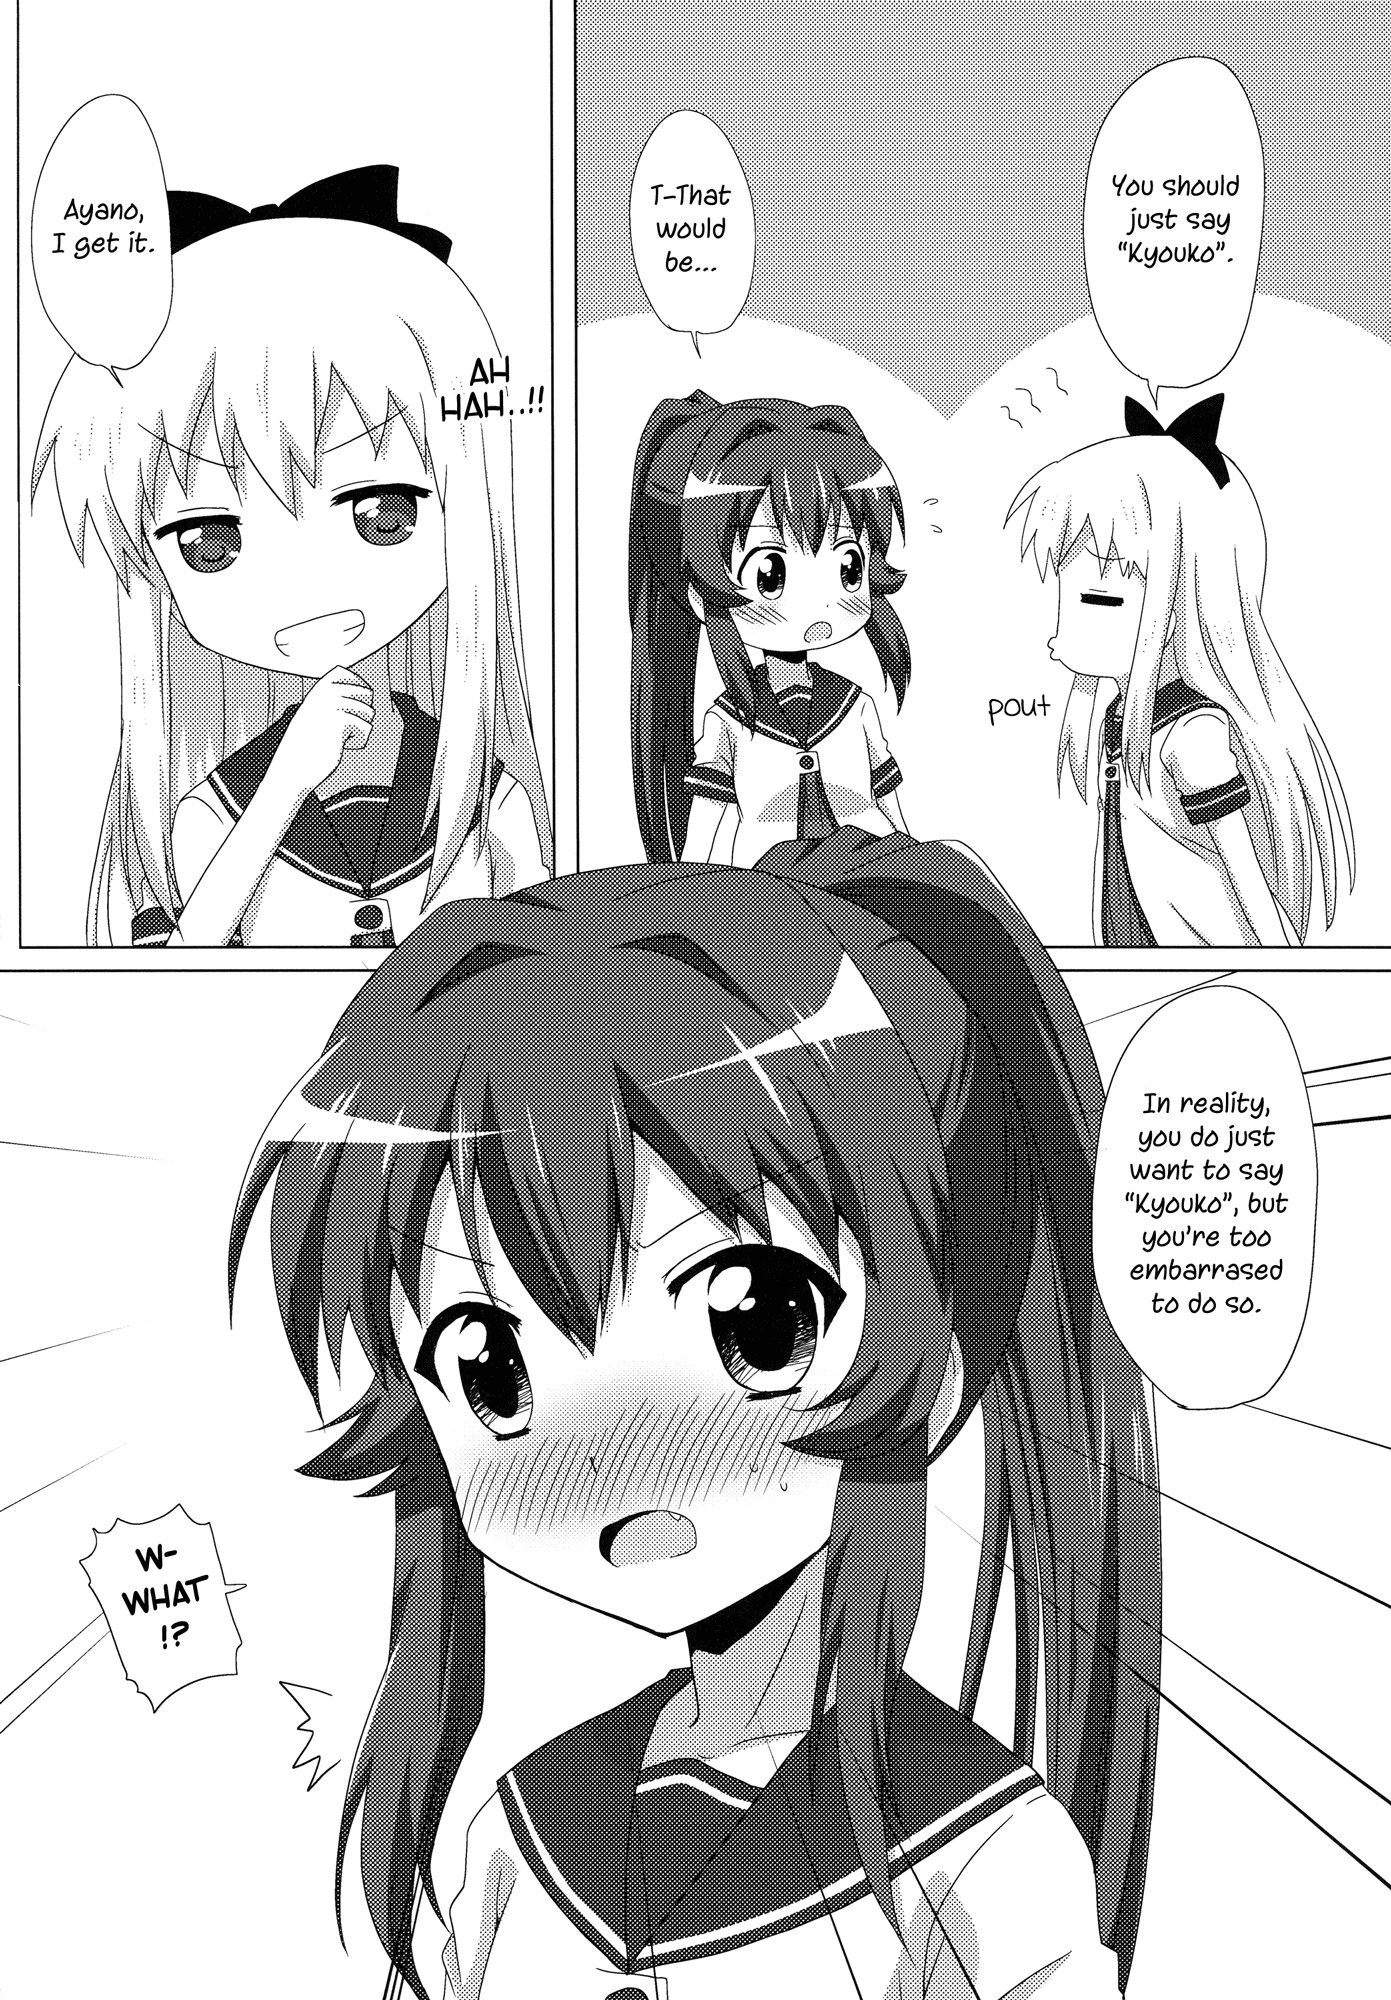 You should
just say
“Kyouko”.
T-That
would
be...
pout
Ayano,
I get it.
AH
HAH..!!
In reality,
you do just
want to say
“Kyouko”, but
you're too
embarrased
to do so.
W-
WHAT
!?